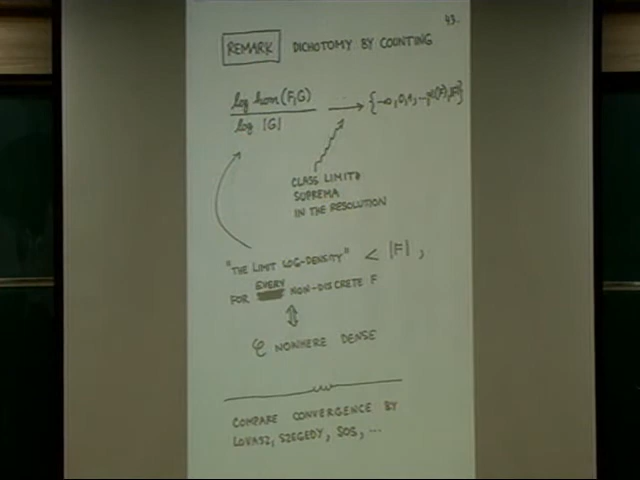 43.
REMARK DICHOTOMY BY COUNTING
log hom (F,G)
log |G|
{-∞, 0, 1, ..., α(F), |F|}
CLASS LIMITS
SUPREMA
IN THE RESOLUTION
"THE LIMIT LOG-DENSITY" < |F| ,
FOR EVERY NON-DISCRETE F
C NOWHERE DENSE
COMPARE CONVERGENCE BY
LOVASZ, SZEGEDY, SOS, ...